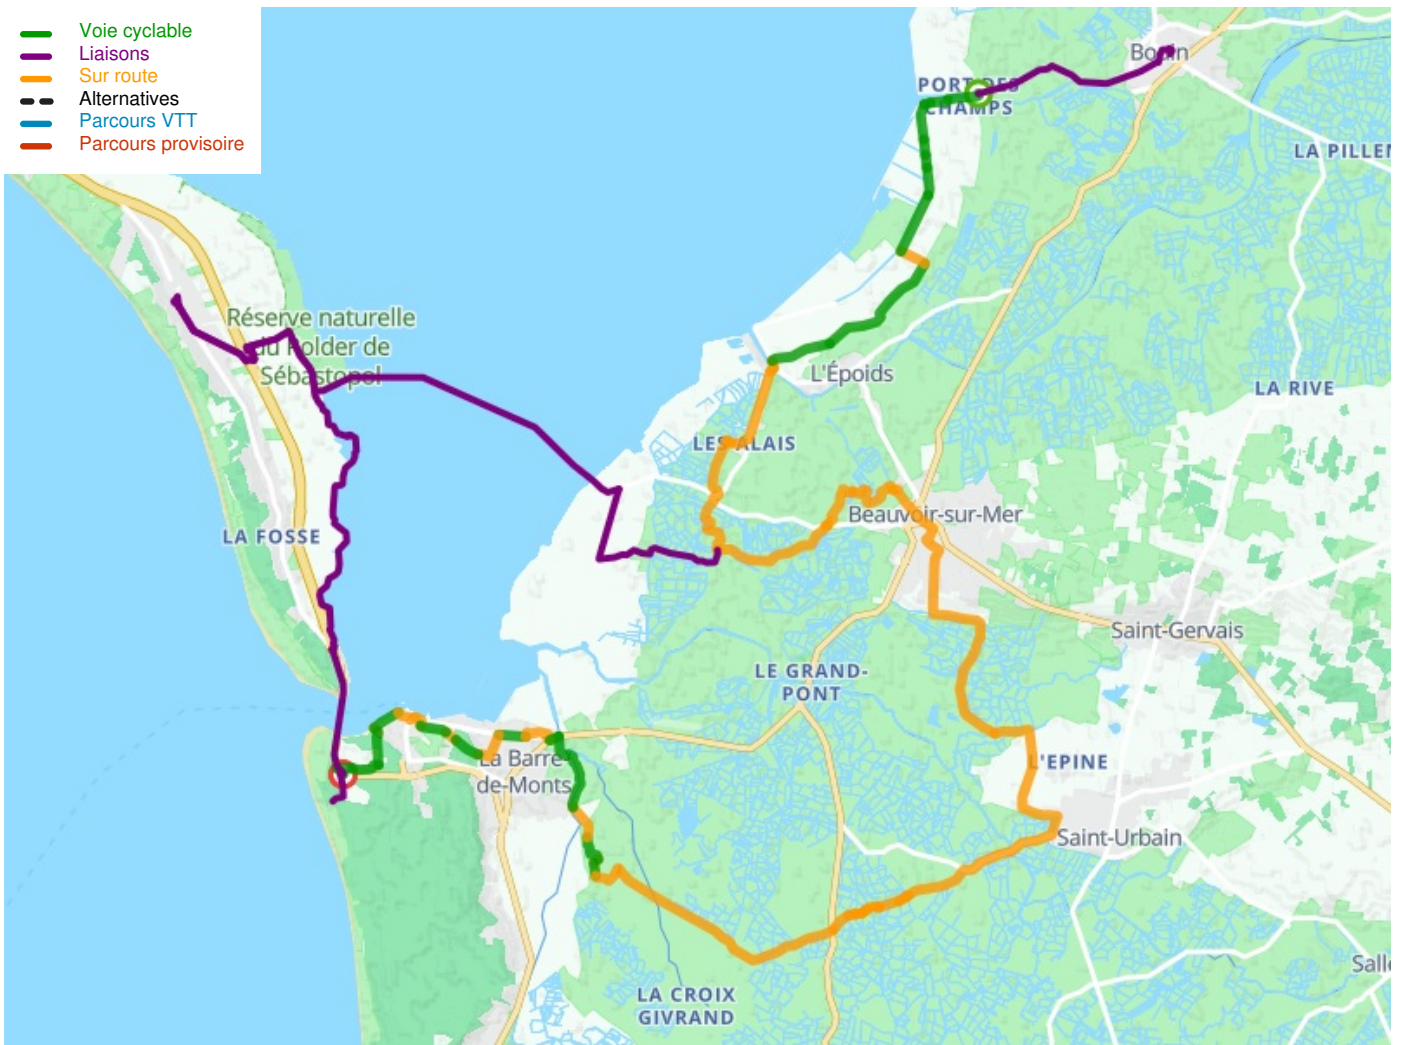 Voie cyclable
Liaisons
Sur route
Alternatives
Parcours VTT
Parcours provisoire
Bouin
PORT DES
CHAMPS
LA PILLEN
Réserve naturelle
du Polder de
Sébastopol
L'Époids
LA RIVE
LES ALAIS
Beauvoir-sur-Mer
LA FOSSE
Saint-Gervais
LE GRAND-
PONT
La Barre-
de-Monts
L'EPINE
Saint-Urbain
Salle
LA CROIX
GIVRAND